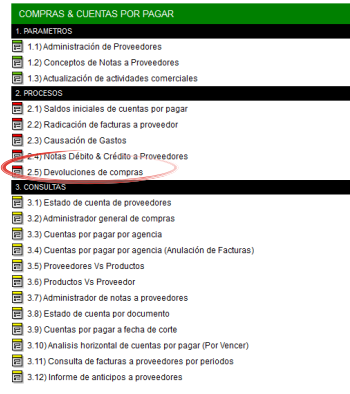 COMPRAS & CUENTAS POR PAGAR
1. PARAMETROS
1.1) Administración de Proveedores
1.2) Conceptos de Notas a Proveedores
1.3) Actualización de actividades comerciales
2. PROCESOS
2.1) Saldos iniciales de cuentas por pagar
2.2) Radicación de facturas a proveedor
2.3) Causación de Gastos
2.4) Notas Débito & Crédito a Proveedores
2.5) Devoluciones de compras
3. CONSULTAS
3.1) Estado de cuenta de proveedores
3.2) Administrador general de compras
3.3) Cuentas por pagar por agencia
3.4) Cuentas por pagar por agencia (Anulación de Facturas)
3.5) Proveedores Vs Productos
3.6) Productos Vs Proveedor
3.7) Administrador de notas a proveedores
3.8) Estado de cuenta por documento
3.9) Cuentas por pagar a fecha de corte
3.10) Analisis horizontal de cuentas por pagar (Por Vencer)
3.11) Consulta de facturas a proveedores por periodos
3.12) Informe de anticipos a proveedores